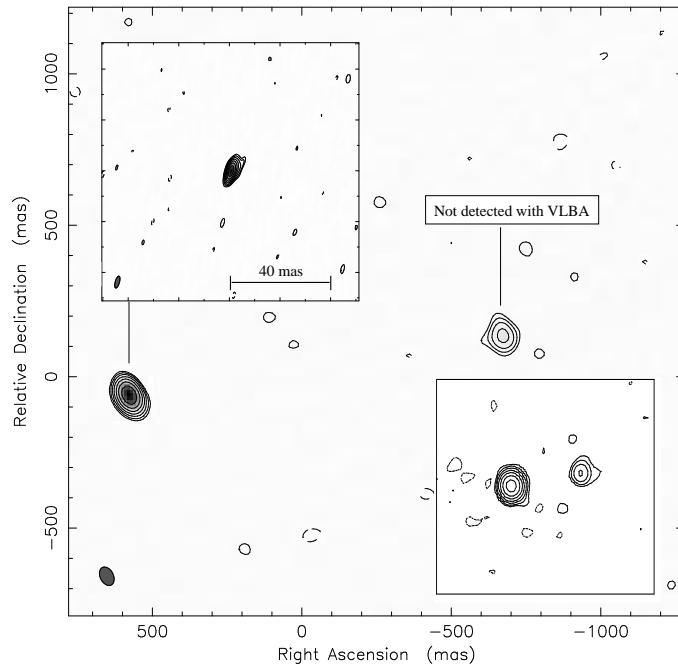 1000
500
0
−500
Relative Declination (mas)
40 mas
Not detected with VLBA
500
0
−500
−1000
Right Ascension (mas)